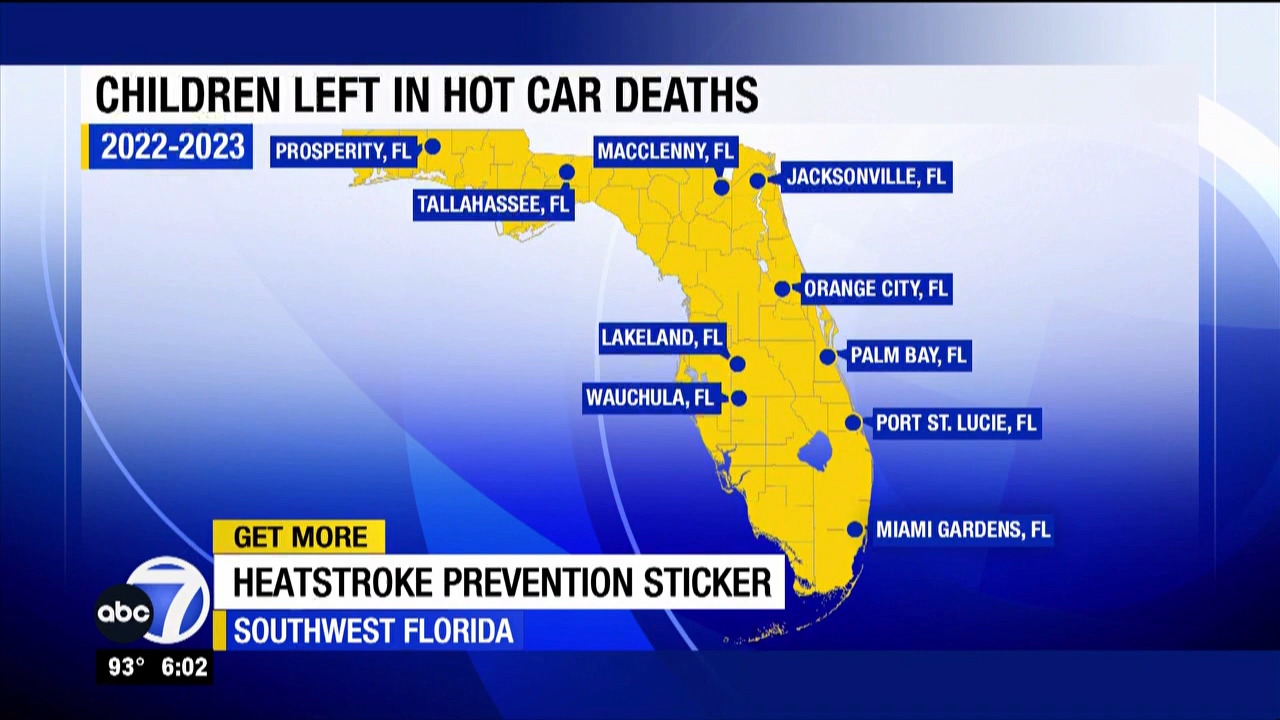 CHILDREN LEFT IN HOT CAR DEATHS
2022-2023
PROSPERITY, FL
MACCLENNY, FL
JACKSONVILLE, FL
TALLAHASSEE, FL
ORANGE CITY, FL
LAKELAND, FL
PALM BAY, FL
WAUCHULA, FL
PORT ST. LUCIE, FL
MIAMI GARDENS, FL
GET MORE
HEATSTROKE PREVENTION STICKER
SOUTHWEST FLORIDA
abc 7
93° 6:02